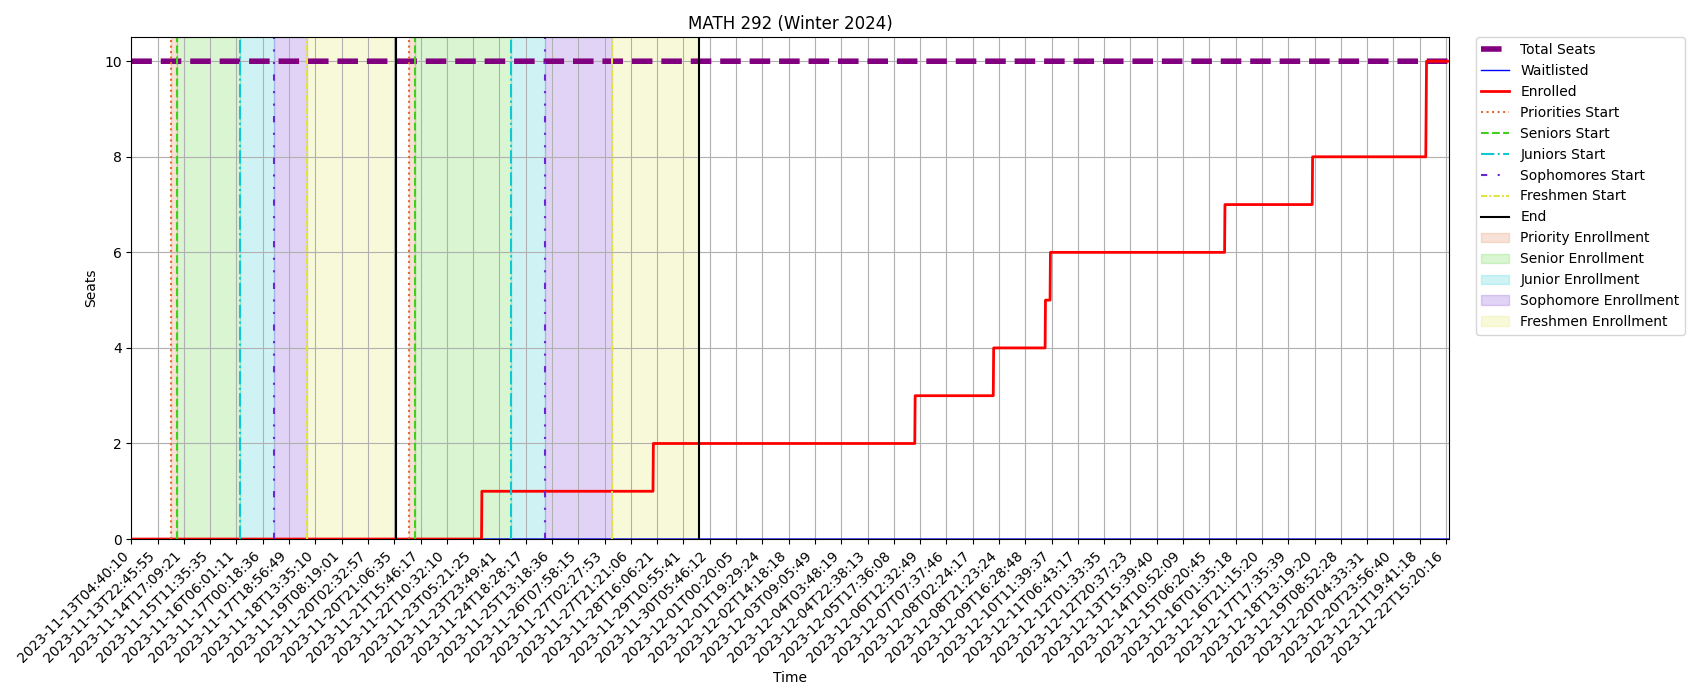 MATH 292 (Winter 2024)
Seats
10
8
6
4
2
0
2023-11-13T04:40:10
2023-11-13T22:45:55
2023-11-14T17:09:21
2023-11-15T11:35:35
2023-11-16T06:01:11
2023-11-17T00:18:36
2023-11-17T18:56:49
2023-11-18T13:35:10
2023-11-19T08:19:01
2023-11-20T02:32:57
2023-11-20T21:06:35
2023-11-21T15:46:17
2023-11-22T10:32:10
2023-11-23T05:21:25
2023-11-23T23:49:41
2023-11-24T18:28:17
2023-11-25T13:18:36
2023-11-26T07:58:15
2023-11-27T02:27:53
2023-11-27T21:21:06
2023-11-28T16:06:21
2023-11-29T10:55:41
2023-11-30T05:46:12
2023-12-01T00:20:05
2023-12-01T19:29:24
2023-12-02T14:18:18
2023-12-03T09:05:49
2023-12-04T03:48:19
2023-12-04T22:38:13
2023-12-05T17:36:08
2023-12-06T12:32:49
2023-12-07T07:37:46
2023-12-08T02:24:17
2023-12-08T21:23:24
2023-12-09T16:28:48
2023-12-10T11:39:37
2023-12-11T06:43:17
2023-12-12T01:33:35
2023-12-12T20:37:23
2023-12-13T15:39:40
2023-12-14T10:52:09
2023-12-15T06:20:45
2023-12-16T01:35:18
2023-12-16T21:15:20
2023-12-17T17:35:39
2023-12-18T13:19:20
2023-12-19T08:52:28
2023-12-20T04:33:31
2023-12-20T23:56:40
2023-12-21T19:41:18
2023-12-22T15:20:16
Time
Total Seats
Waitlisted
Enrolled
Priorities Start
Seniors Start
Juniors Start
Sophomores Start
Freshmen Start
End
Priority Enrollment
Senior Enrollment
Junior Enrollment
Sophomore Enrollment
Freshmen Enrollment